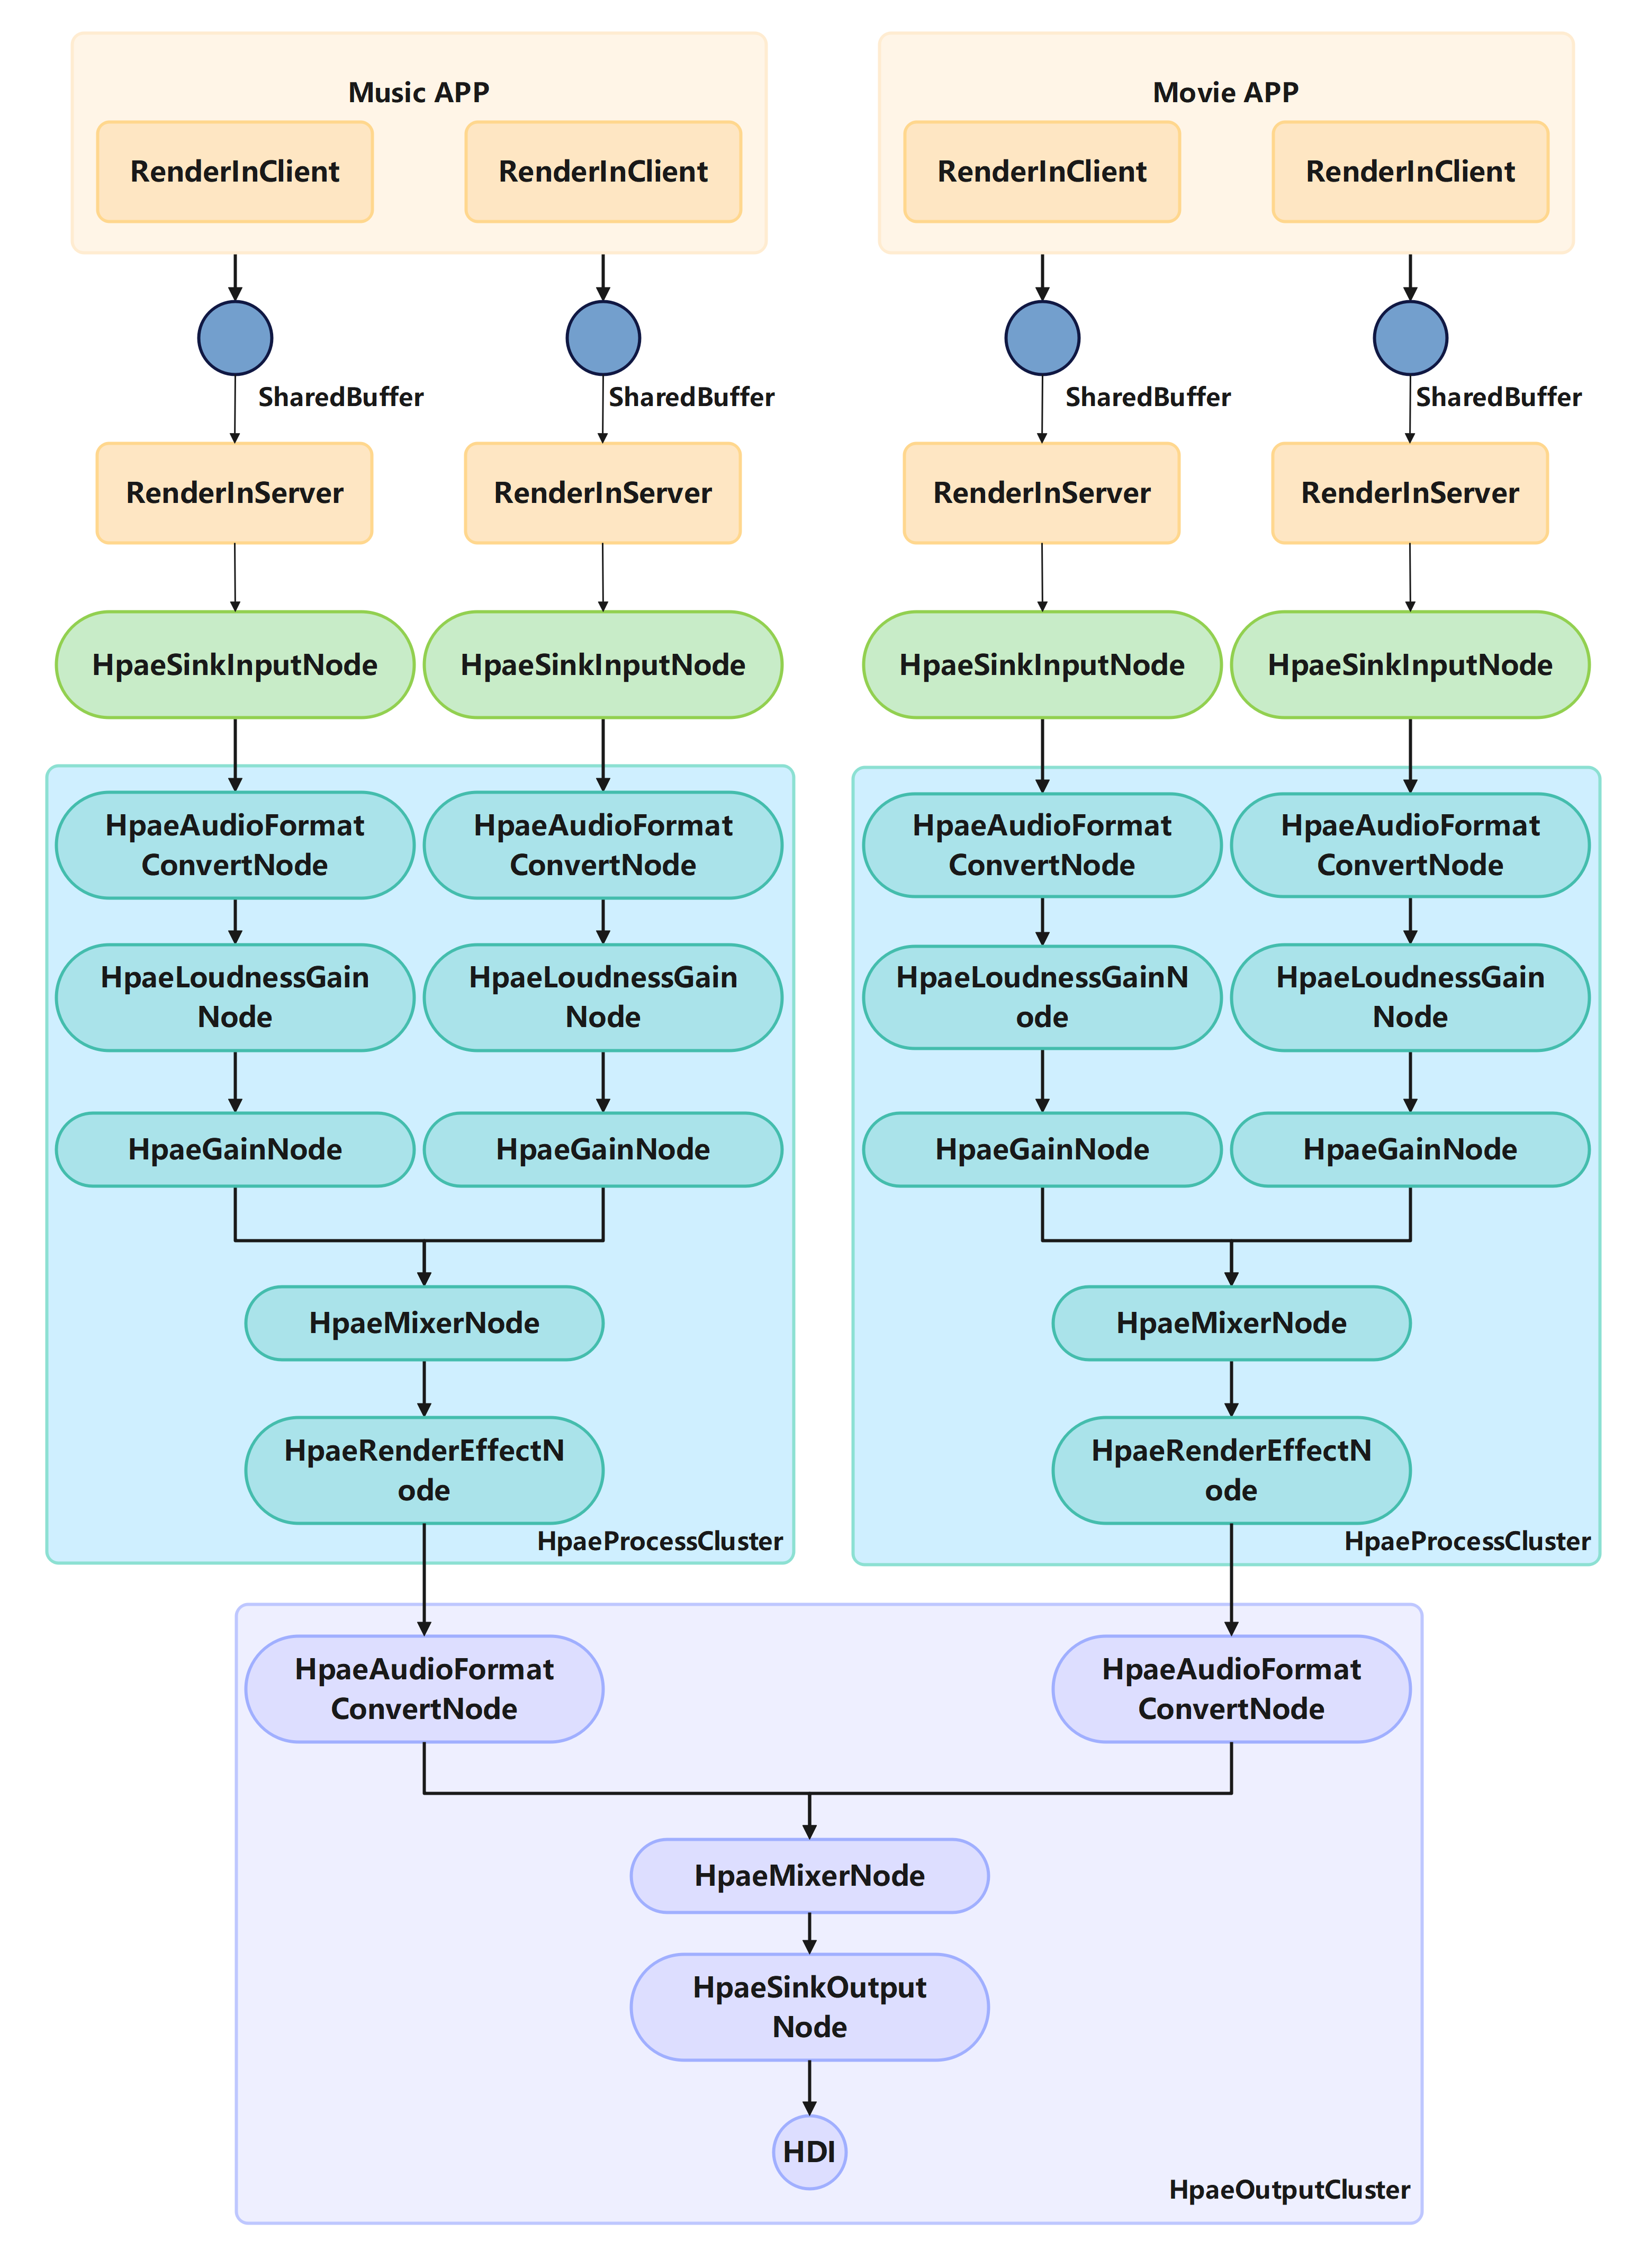 Music APP
Movie APP
RenderInClient
RenderInClient
RenderInClient
RenderInClient
SharedBuffer
SharedBuffer
SharedBuffer
SharedBuffer
RenderInServer
RenderInServer
RenderInServer
RenderInServer
HpaeSinkInputNode
HpaeSinkInputNode
HpaeSinkInputNode
HpaeSinkInputNode
HpaeAudioFormat
ConvertNode
HpaeAudioFormat
ConvertNode
HpaeAudioFormat
ConvertNode
HpaeAudioFormat
ConvertNode
HpaeLoudnessGain
Node
HpaeLoudnessGain
Node
HpaeLoudnessGainN
ode
HpaeLoudnessGain
Node
HpaeGainNode
HpaeGainNode
HpaeGainNode
HpaeGainNode
HpaeMixerNode
HpaeMixerNode
HpaeRenderEffectN
ode
HpaeRenderEffectN
ode
HpaeProcessCluster
HpaeProcessCluster
HpaeAudioFormat
ConvertNode
HpaeAudioFormat
ConvertNode
HpaeMixerNode
HpaeSinkOutput
Node
HDI
HpaeOutputCluster